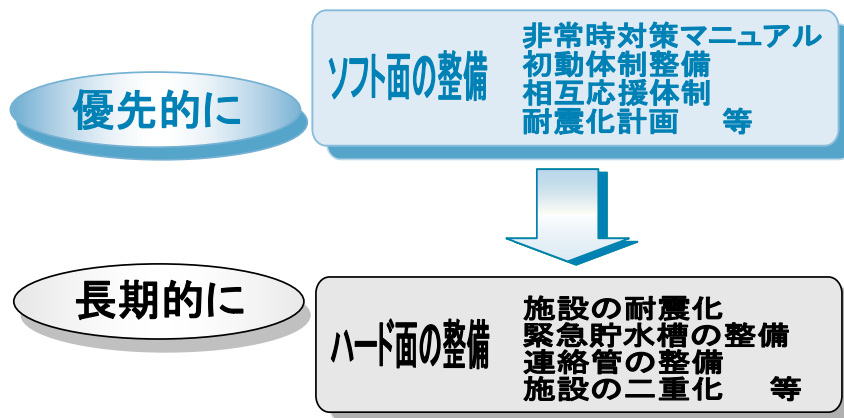 優先的に
ソフト面の整備
非常時対策マニュアル
初動体制整備
相互応援体制
耐震化計画 等
長期的に
ハード面の整備
施設の耐震化
緊急貯水槽の整備
連絡管の整備
施設の二重化 等